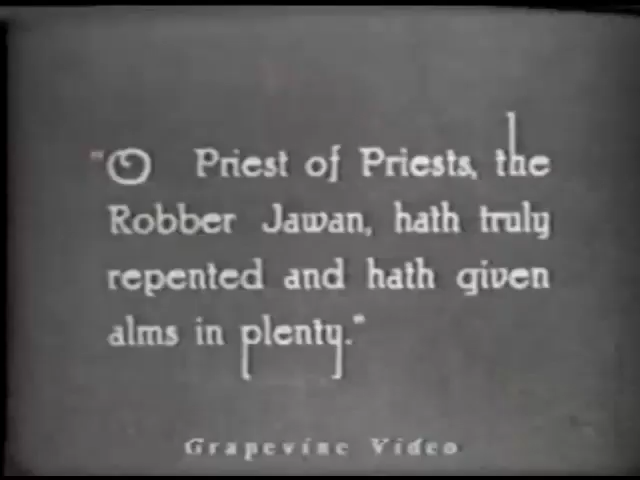 "O Priest of Priests, the
Robber Jawan, hath truly
repented and hath given
alms in plenty."
Grapevine Video